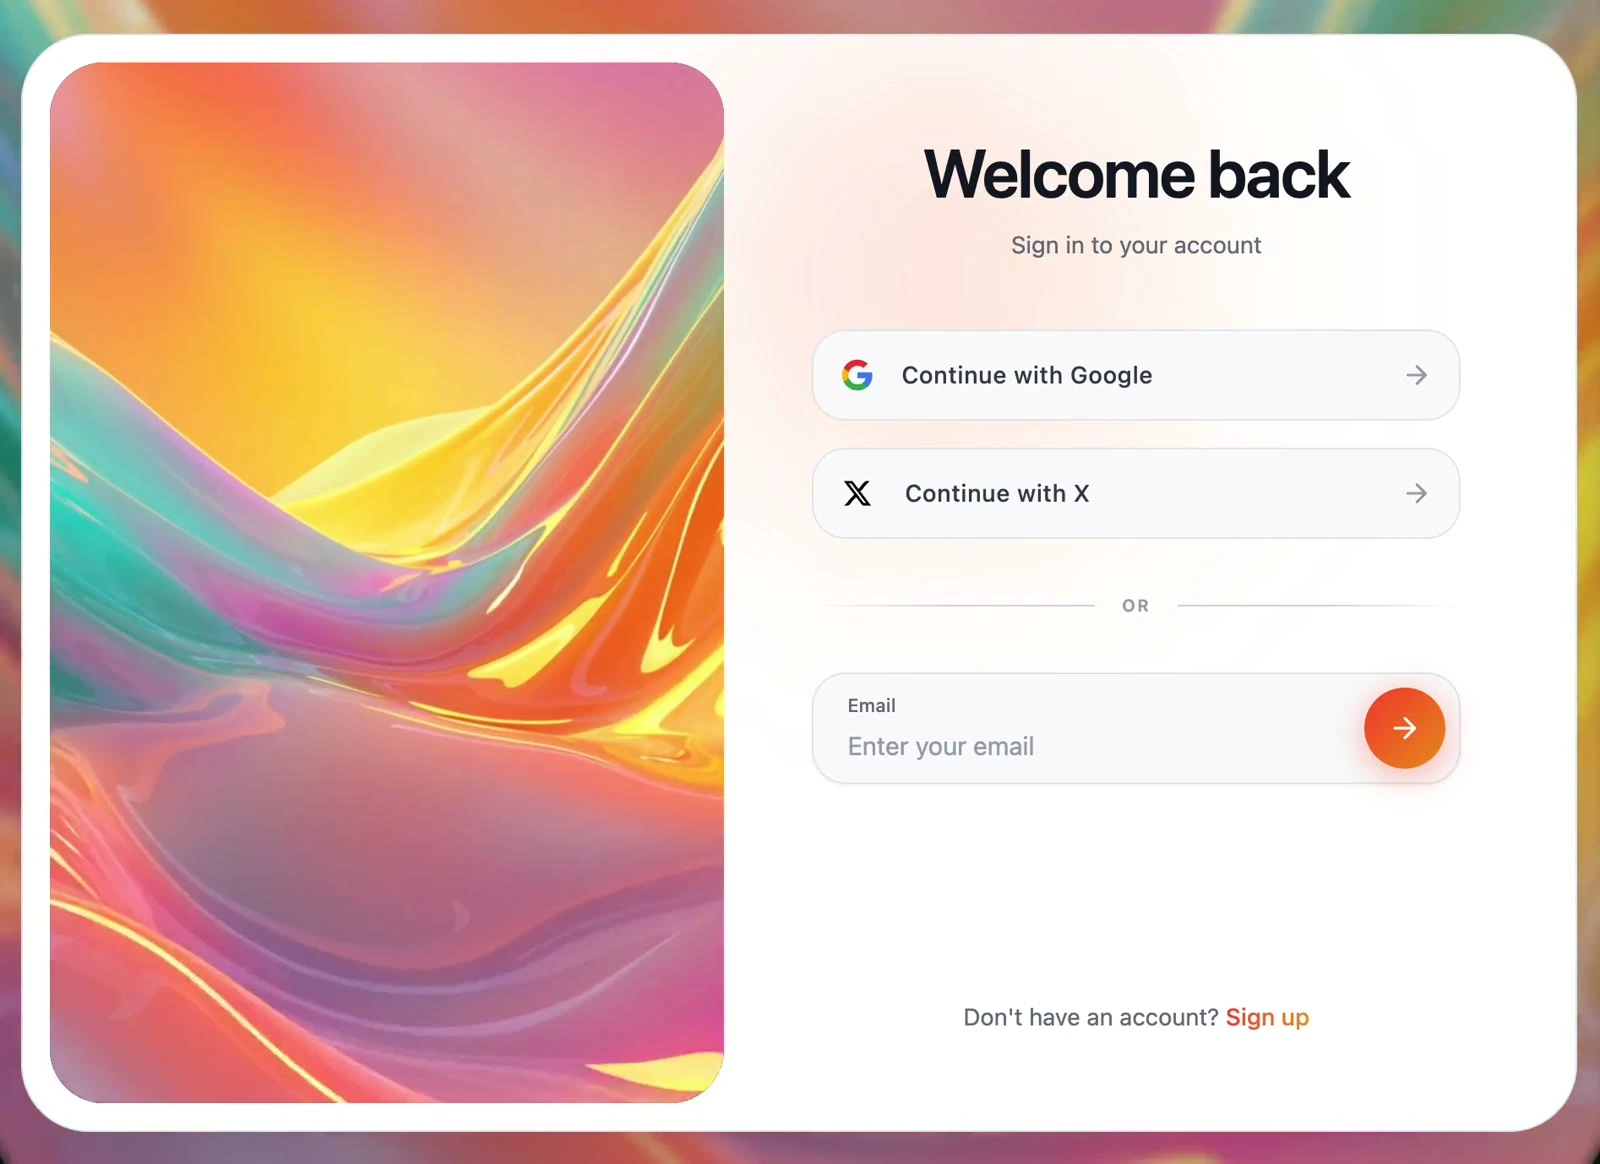 Welcome back
Sign in to your account
Continue with Google
Continue with X
OR
Email
Enter your email
Don't have an account? Sign up